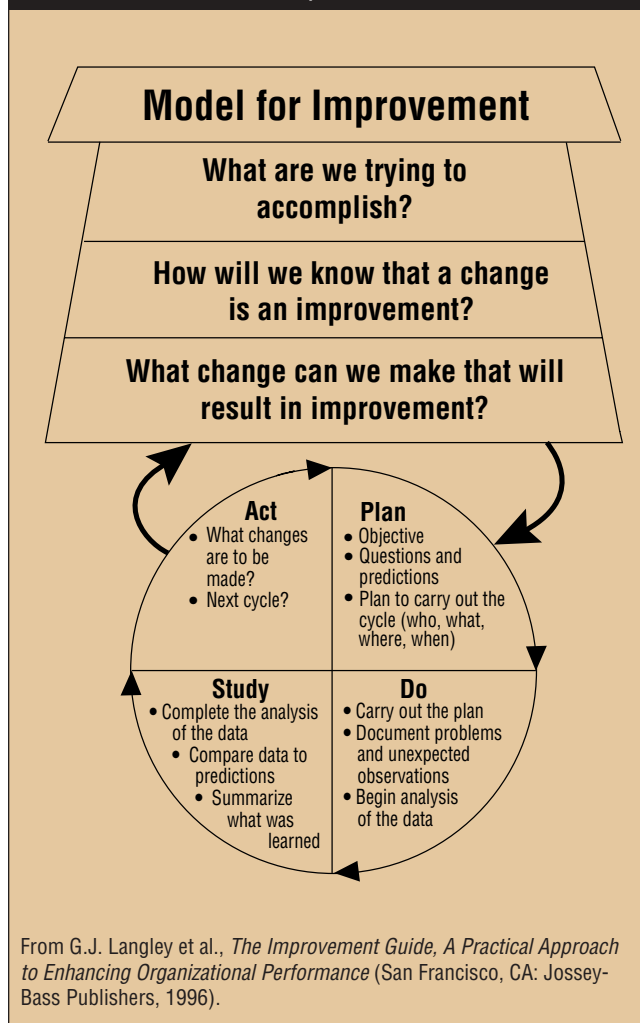 Model for Improvement
What are we trying to
accomplish?
How will we know that a change
is an improvement?
What change can we make that will
result in improvement?
Act
• What changes
are to be
made?
• Next cycle?
Plan
• Objective
• Questions and
predictions
• Plan to carry out the
cycle (who, what,
where, when)
Study
• Complete the analysis
of the data
• Compare data to
predictions
• Summarize
what was
learned
Do
• Carry out the plan
• Document problems
and unexpected
observations
• Begin analysis
of the data
From G.J. Langley et al., The Improvement Guide, A Practical Approach
to Enhancing Organizational Performance (San Francisco, CA: Jossey-
Bass Publishers, 1996).